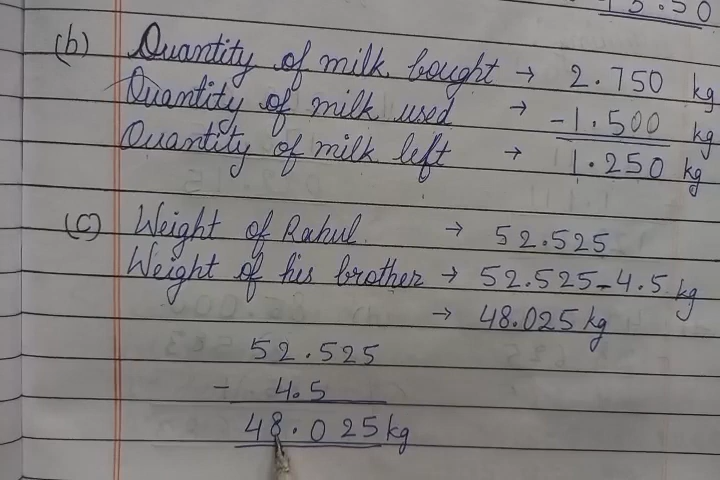 (b) Quantity of milk bought → 2.750 kg
Quantity of milk used → -1.500 kg
Quantity of milk left → 1.250 kg
(c) Weight of Rahul → 52.525
Weight of his brother → 52.525-4.5 kg
→ 48.025 kg
52.525
- 4.5
48.025 kg